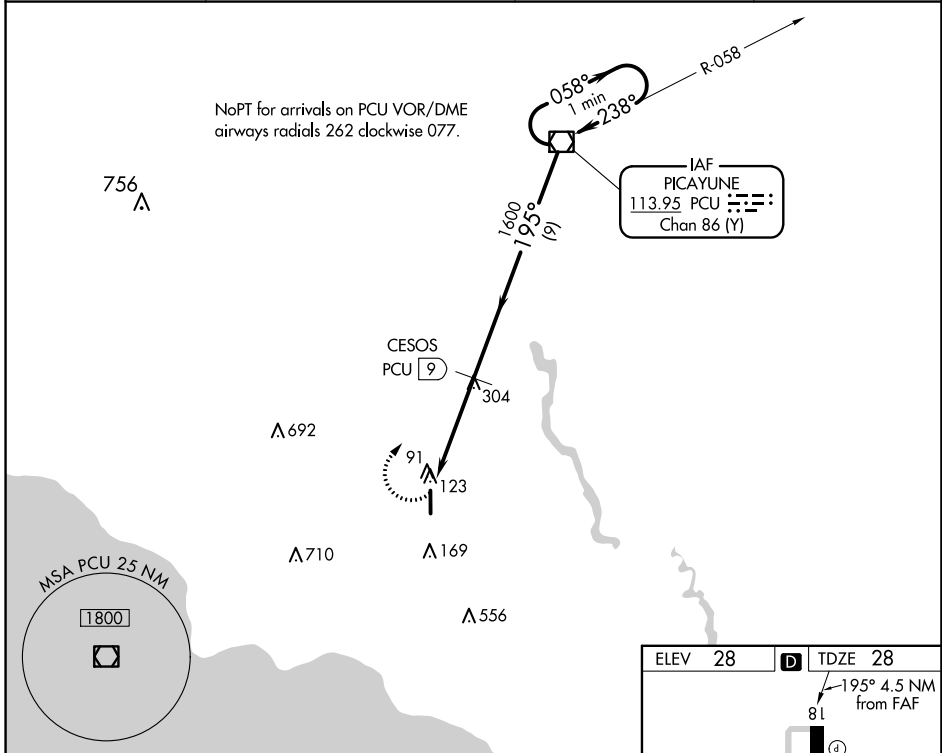 R-058
058°
1 min
238°
NoPT for arrivals on PCU VOR/DME
airways radials 262 clockwise 077.
IAF
PICAYUNE
113.95 PCU
Chan 86 (Y)
756
1600
195°
(9)
CESOS
PCU 9
304
692
91
123
710
169
556
MSA PCU 25 NM
1800
ELEV 28 D TDZE 28
195° 4.5 NM
from FAF
18
P